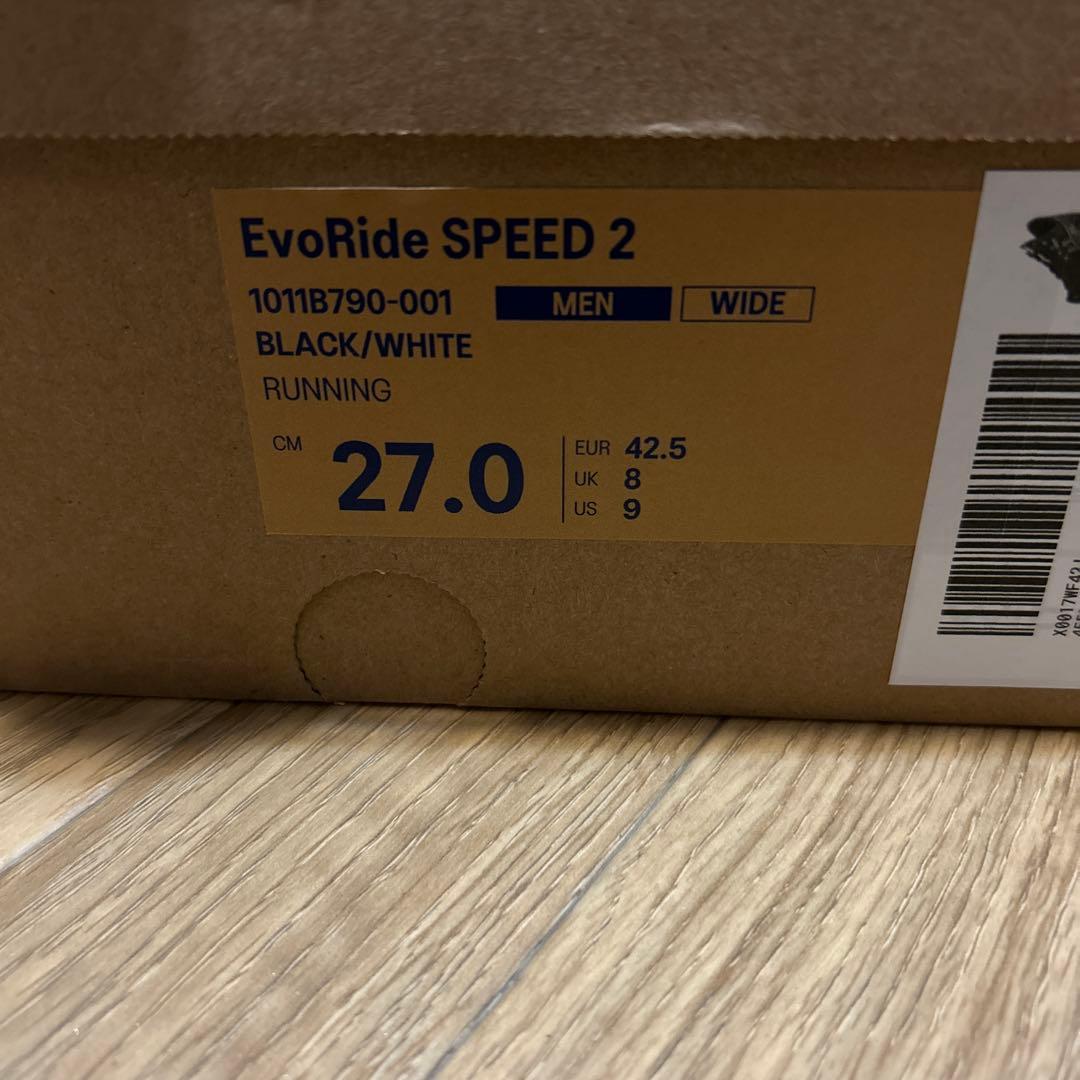 EvoRide SPEED 2
1011B790-001 MEN WIDE
BLACK/WHITE
RUNNING
CM 27.0
EUR 42.5
UK 8
US 9